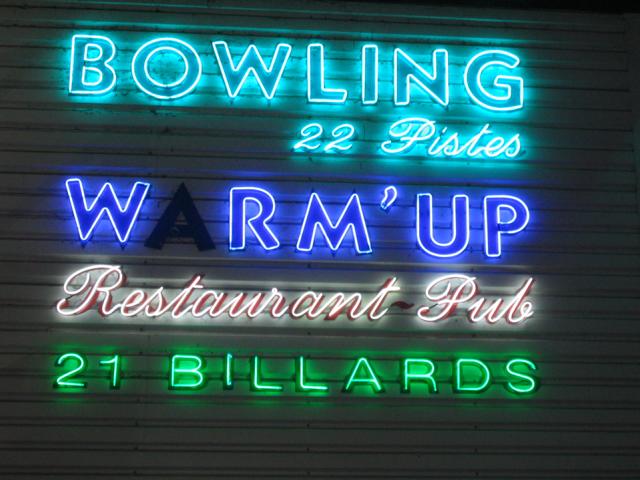 BOWLING
22 Pistes
WARM'UP
Restaurant-Pub
21 BILLARDS